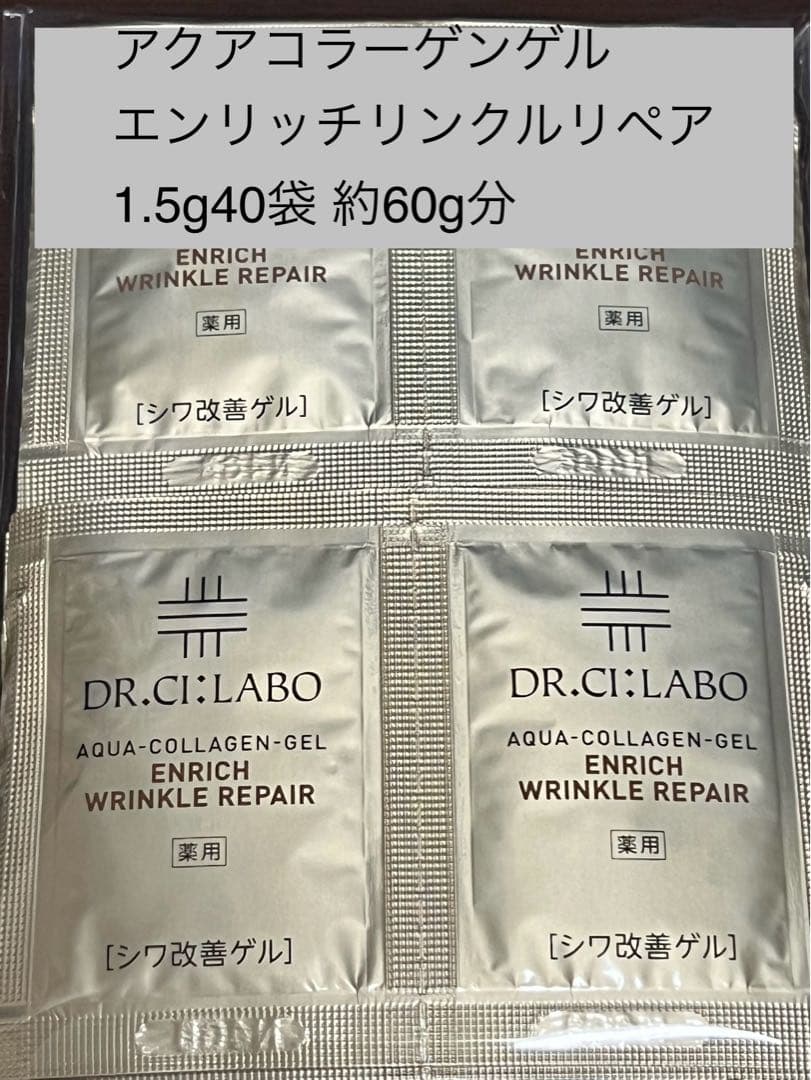 アクアコラーゲンゲル
エンリッチリンクルリペア
1.5g40袋 約60g分
ENRICH
WRINKLE REPAIR
薬用
[シワ改善ゲル]
ENRICH
WRINKLE REPAIR
薬用
[シワ改善ゲル]
DR.CI:LABO
AQUA-COLLAGEN-GEL
ENRICH
WRINKLE REPAIR
薬用
[シワ改善ゲル]
DR.CI:LABO
AQUA-COLLAGEN-GEL
ENRICH
WRINKLE REPAIR
薬用
[シワ改善ゲル]